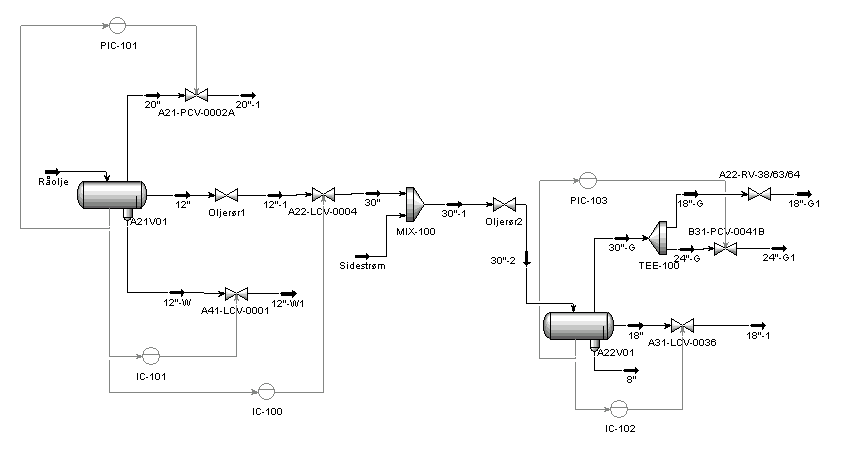 PIC-101
20"
A21-PCV-0002A
20"-1
Råolje
A21V01
12"
Oljerør1
12"-1
A22-LCV-0004
30"
MIX-100
30"-1
Oljerør2
Sidestrøm
30"-2
12"-W
A41-LCV-0001
12"-W1
IC-101
IC-100
PIC-103
A22-RV-38/63/64
18"-G
18"-G1
B31-PCV-0041B
30"-G
TEE-100
24"-G
24"-G1
A22V01
18"
A31-LCV-0036
18"-1
8"
IC-102